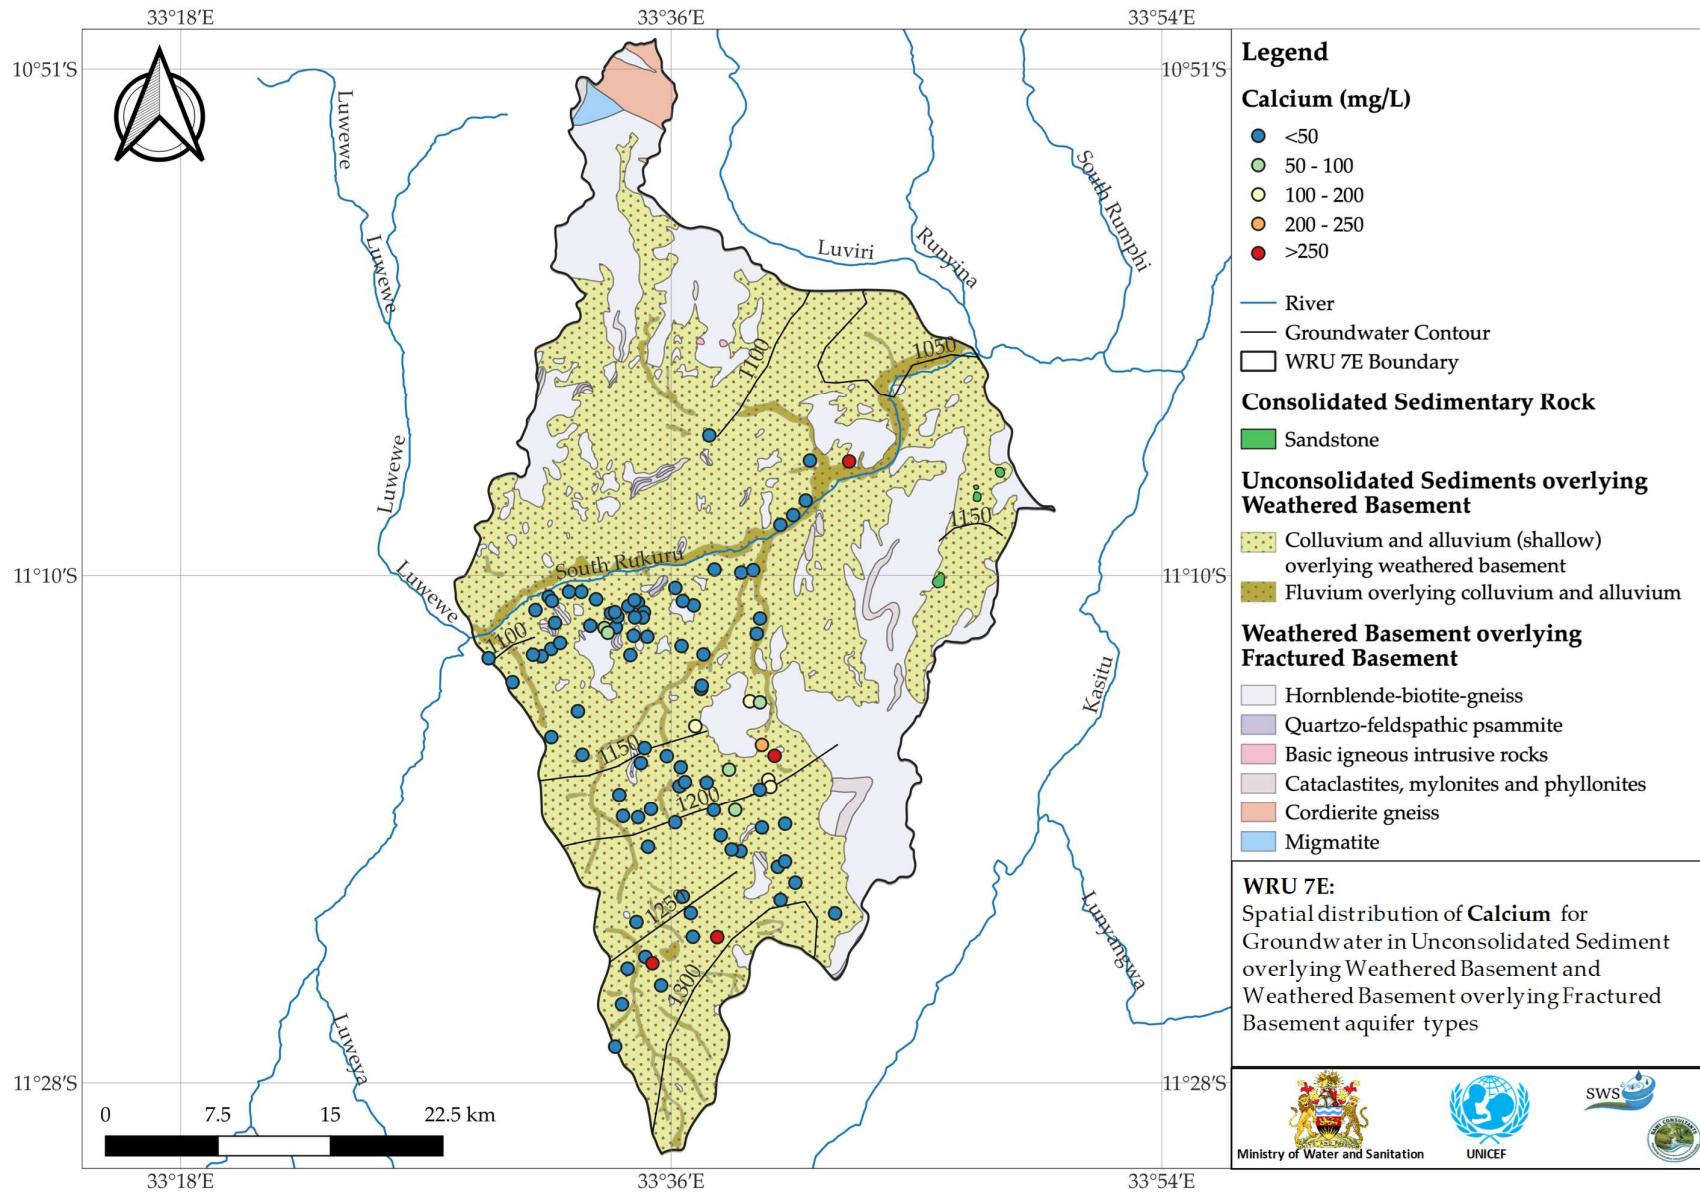 33°18′E
33°36′E
33°54′E
10°51′S
10°51′S
11°10′S
11°10′S
11°28′S
11°28′S
33°18′E
33°36′E
33°54′E
Luwewe
Luwewe
Luwewe
Luwewe
Luweya
Luviri
Runyina
South Rumphi
South Rukuru
Kasitu
Lunyangwa
1100
1050
1150
1100
1150
1200
1250
1300
0 7.5 15 22.5 km
Legend
Calcium (mg/L)
<50
50 - 100
100 - 200
200 - 250
>250
River
Groundwater Contour
WRU 7E Boundary
Consolidated Sedimentary Rock
Sandstone
Unconsolidated Sediments overlying
Weathered Basement
Colluvium and alluvium (shallow)
overlying weathered basement
Fluvium overlying colluvium and alluvium
Weathered Basement overlying
Fractured Basement
Hornblende-biotite-gneiss
Quartzo-feldspathic psammite
Basic igneous intrusive rocks
Cataclastites, mylonites and phyllonites
Cordierite gneiss
Migmatite
WRU 7E:
Spatial distribution of Calcium for
Groundwater in Unconsolidated Sediment
overlying Weathered Basement and
Weathered Basement overlying Fractured
Basement aquifer types
Ministry of Water and Sanitation
UNICEF
SWS